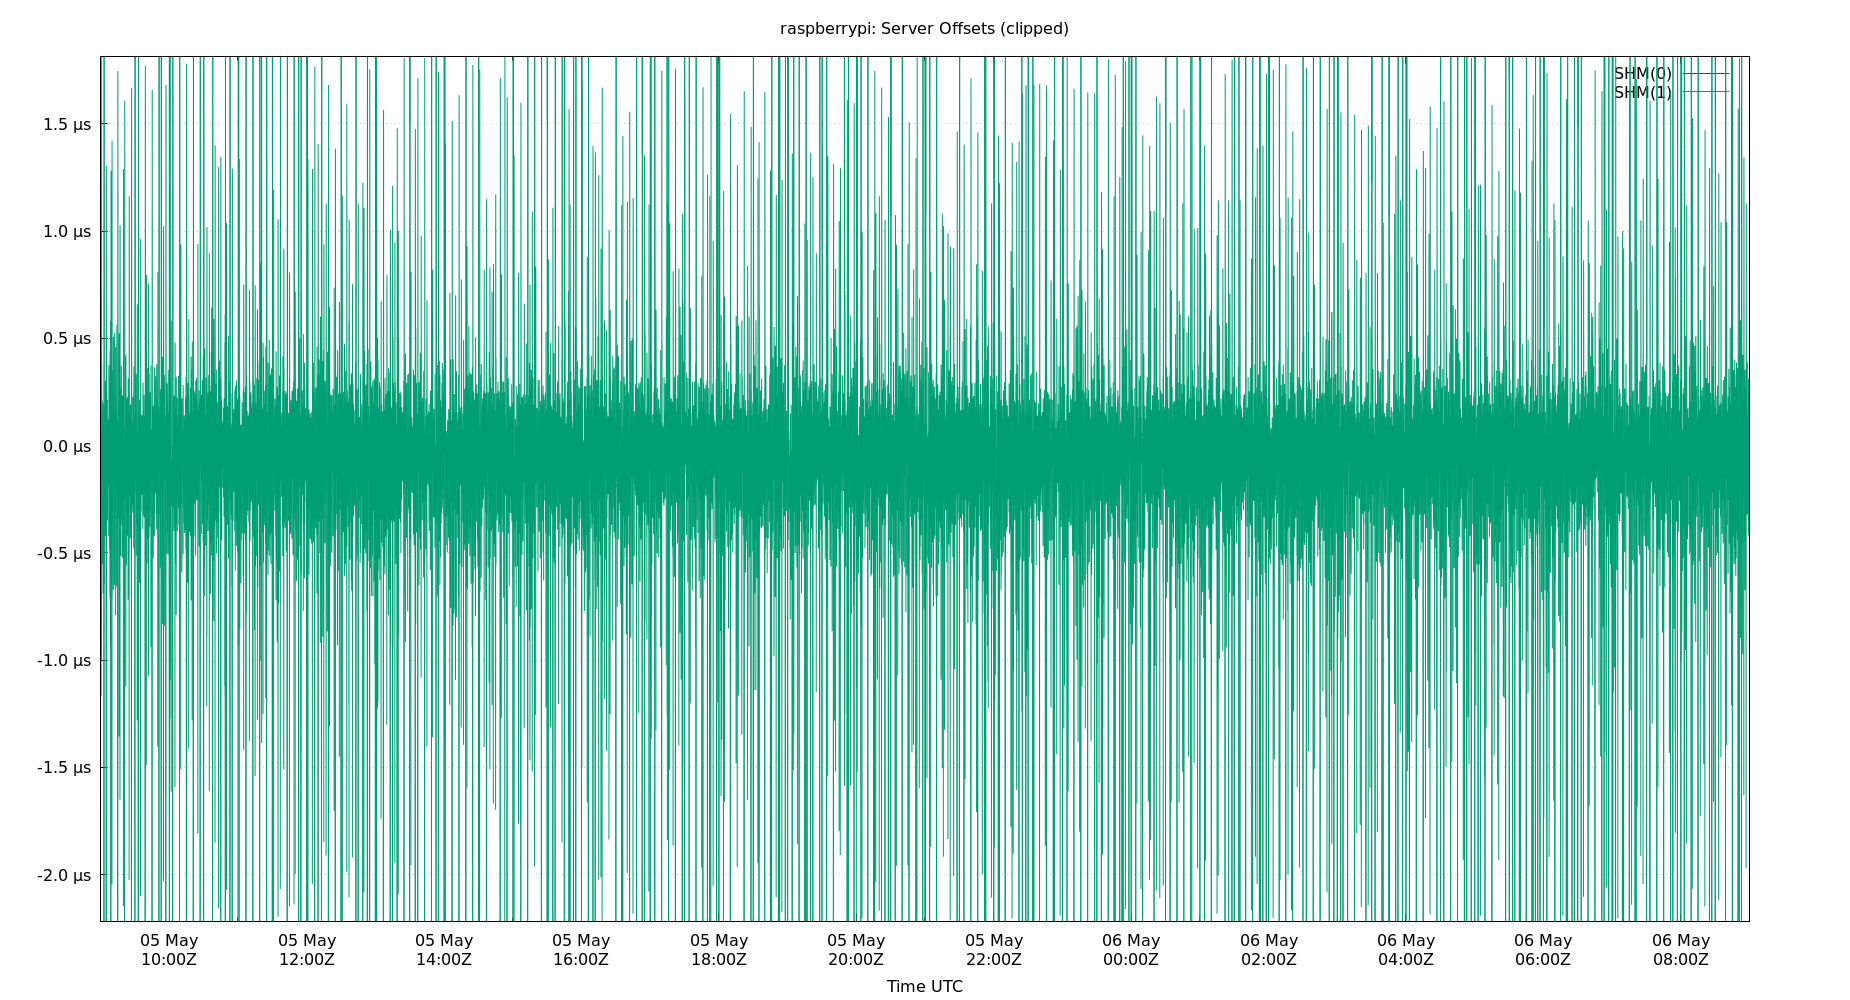 raspberrypi: Server Offsets (clipped)
SHM(0)
SHM(1)
1.5 µs
1.0 µs
0.5 µs
0.0 µs
-0.5 µs
-1.0 µs
-1.5 µs
-2.0 µs
05 May 05 May 05 May 05 May 05 May 05 May 05 May 06 May 06 May 06 May 06 May 06 May
10:00Z 12:00Z 14:00Z 16:00Z 18:00Z 20:00Z 22:00Z 00:00Z 02:00Z 04:00Z 06:00Z 08:00Z
Time UTC